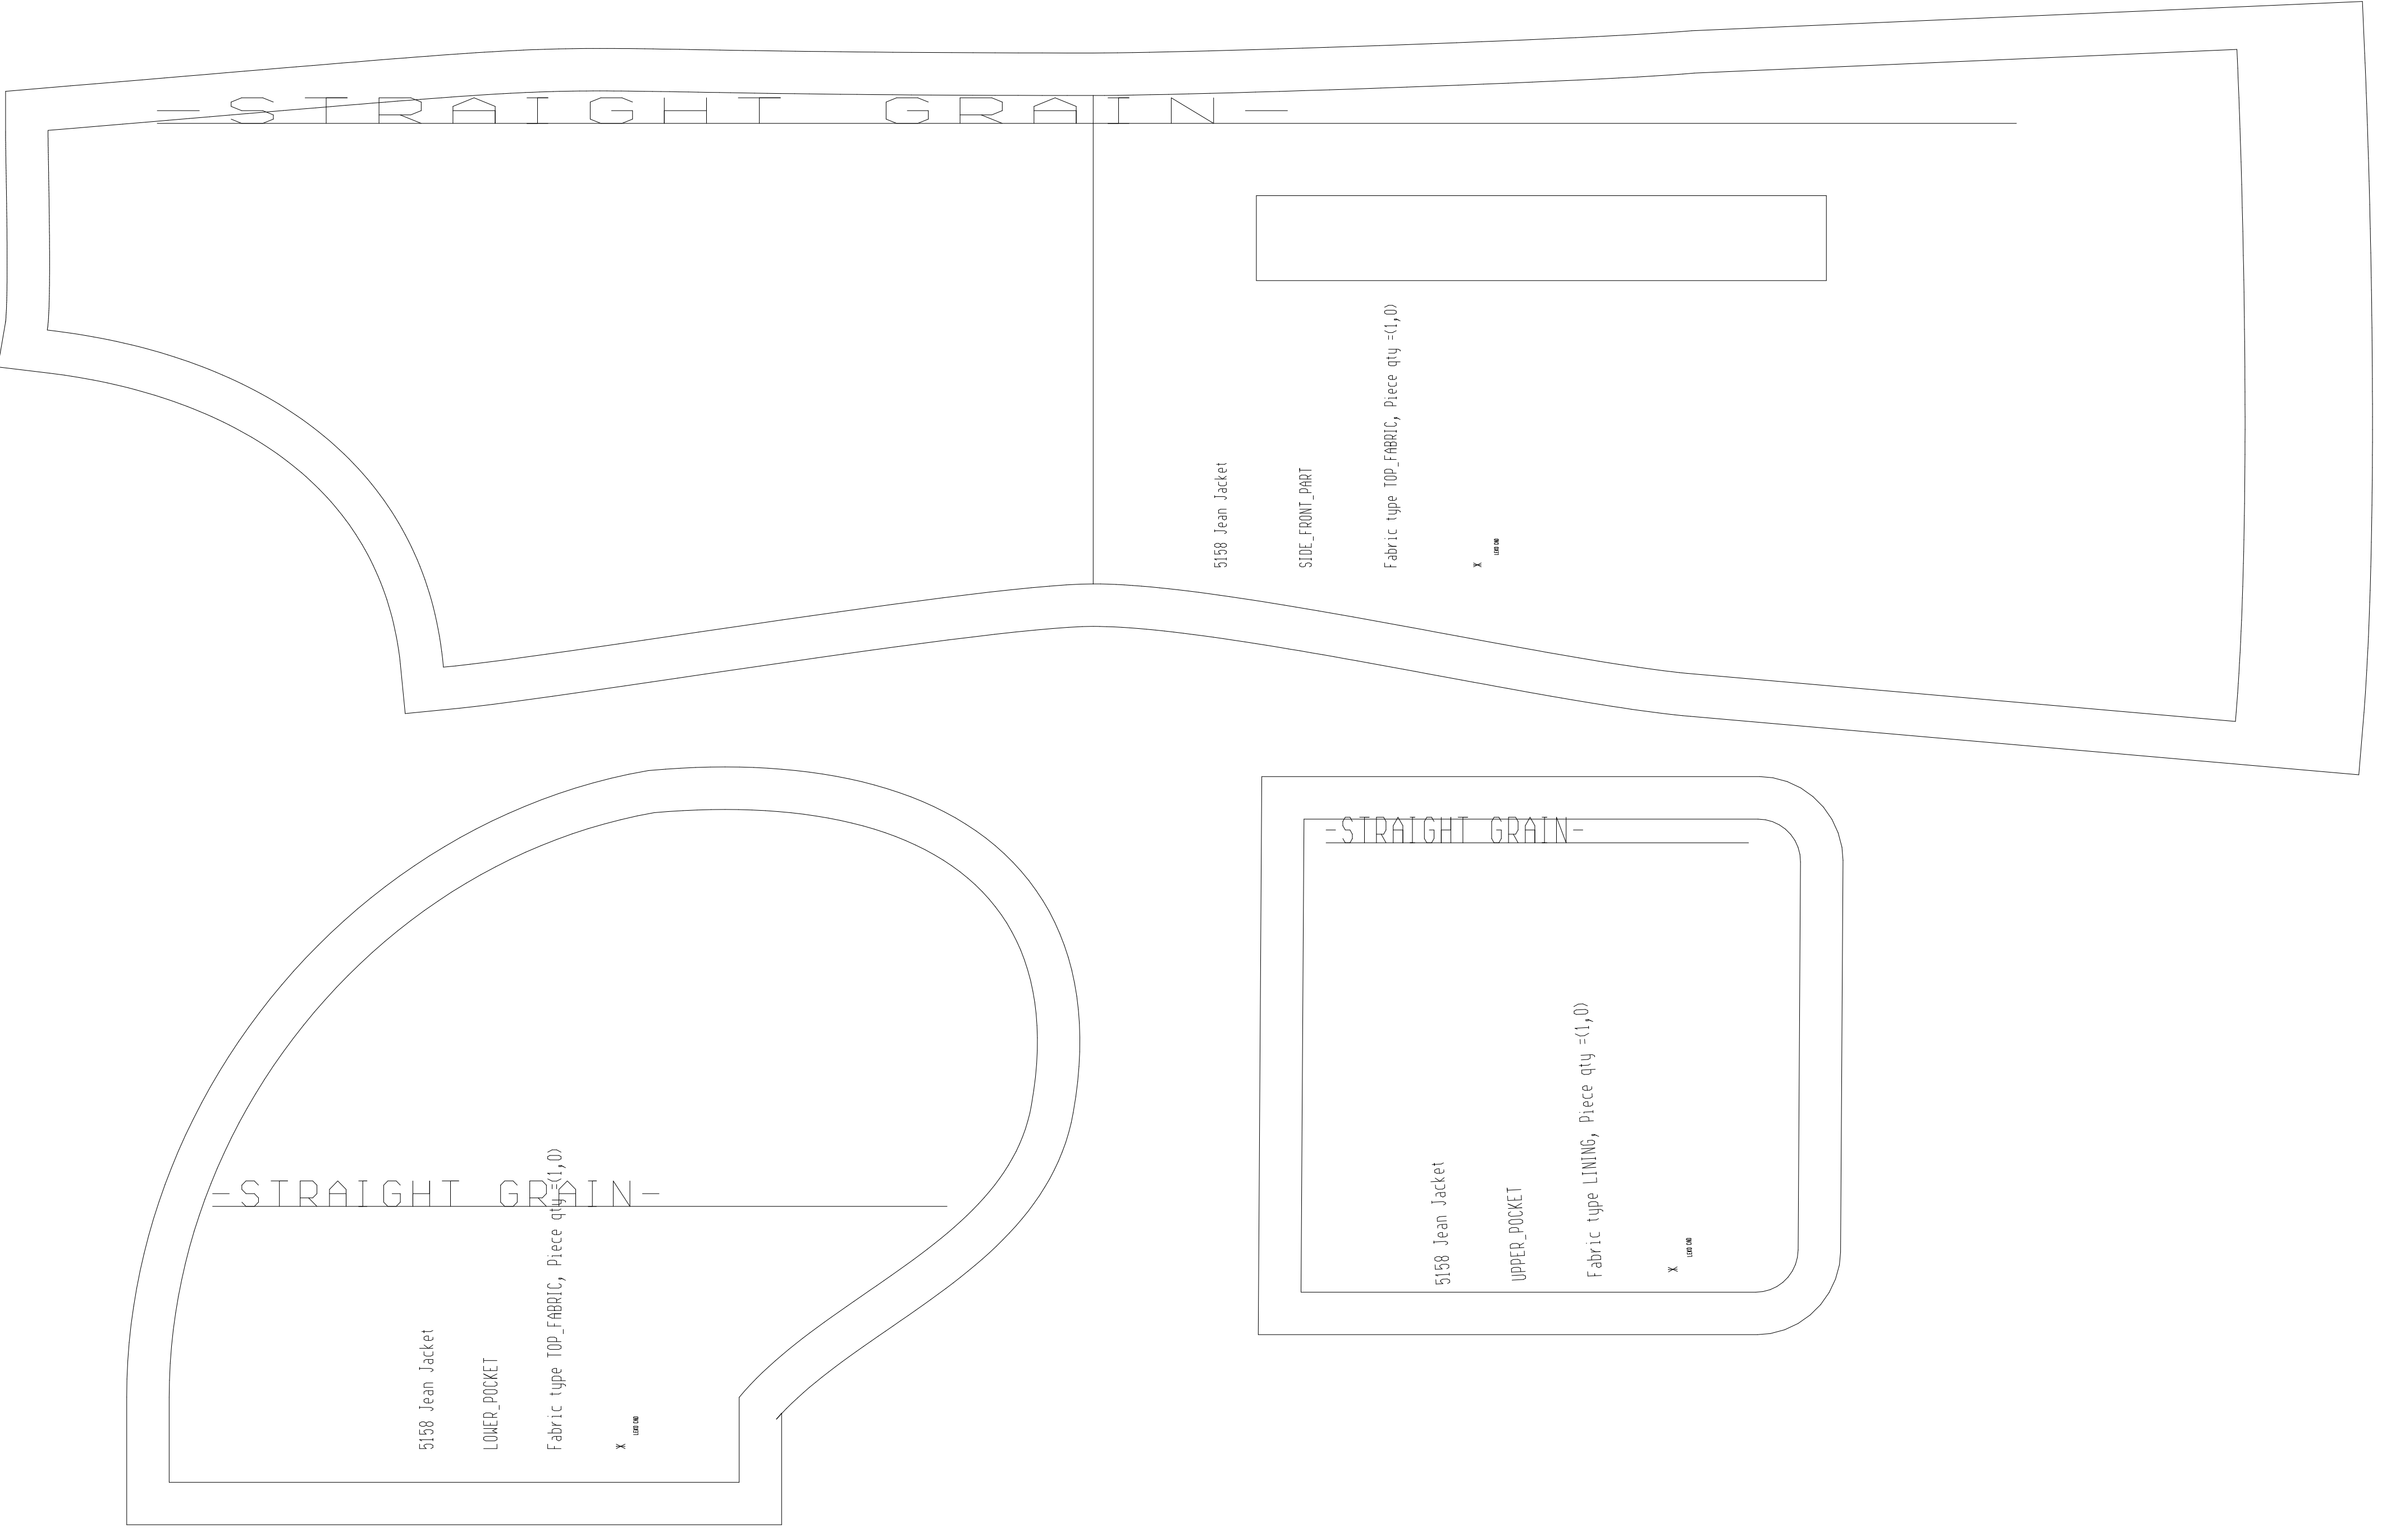 -STRAIGHT GRAIN-
5158 Jean Jacket
SIDE_FRONT_PART
Fabric type TOP_FABRIC, Piece qty =(1,0)
X
-STRAIGHT GRAIN-
5158 Jean Jacket
LOWER_POCKET
Fabric type TOP_FABRIC, Piece qty =(1,0)
X
-STRAIGHT GRAIN-
5158 Jean Jacket
UPPER_POCKET
Fabric type LINING, Piece qty =(1,0)
X